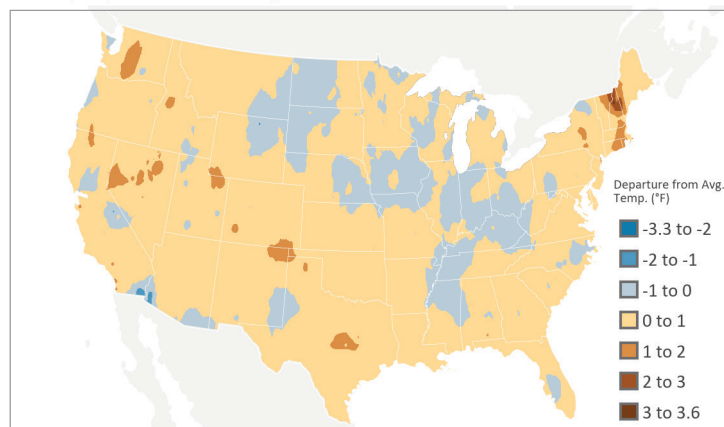 Departure from Avg.
Temp. (°F)
-3.3 to -2
-2 to -1
-1 to 0
0 to 1
1 to 2
2 to 3
3 to 3.6